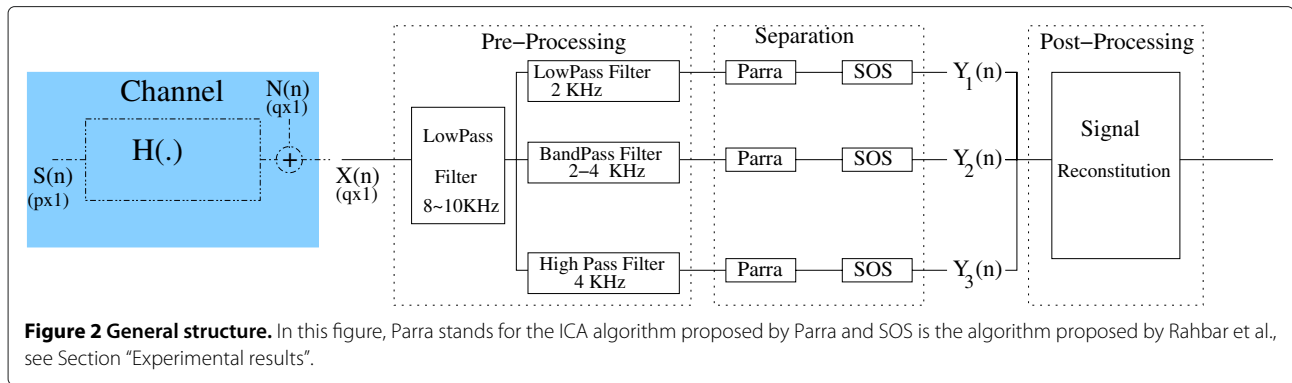 Pre−Processing
Separation
Post−Processing
Channel
N(n)
(qx1)
H(.)
+
S(n)
(px1)
X(n)
(qx1)
LowPass
Filter
8~10KHz
LowPass Filter
2 KHz
Parra
SOS
Y1(n)
BandPass Filter
2−4 KHz
Parra
SOS
Y2(n)
High Pass Filter
4 KHz
Parra
SOS
Y3(n)
Signal
Reconstitution
Figure 2 General structure. In this figure, Parra stands for the ICA algorithm proposed by Parra and SOS is the algorithm proposed by Rahbar et al.,
see Section “Experimental results”.